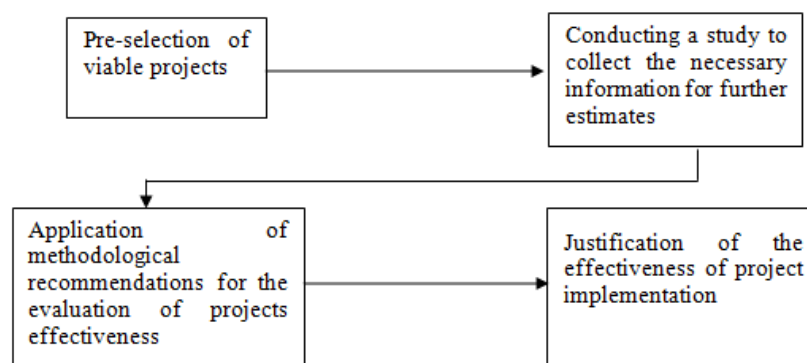 Pre-selection of
viable projects
Conducting a study to
collect the necessary
information for further
estimates
Application of
methodological
recommendations for the
evaluation of projects
effectiveness
Justification of the
effectiveness of project
implementation